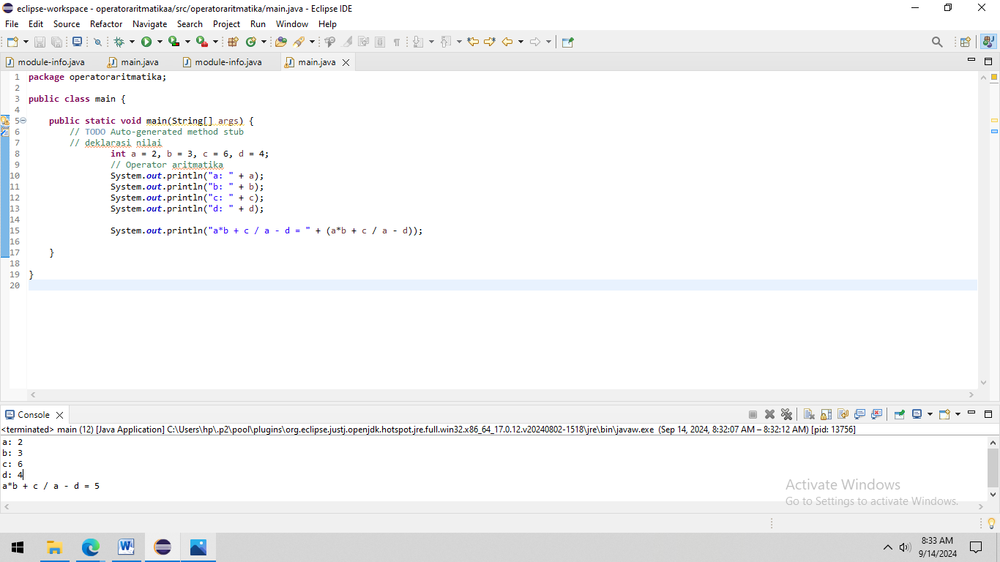 eclipse-workspace - operatoraritmatikaa/src/operatoraritmatika/main.java - Eclipse IDE
File Edit Source Refactor Navigate Search Project Run Window Help
module-info.java main.java module-info.java main.java
1 package operatoraritmatika;
2
3 public class main {
4
5 public static void main(String[] args) {
6 // TODO Auto-generated method stub
7 // deklarasi nilai
8 int a = 2, b = 3, c = 6, d = 4;
9 // Operator aritmatika
10 System.out.println("a: " + a);
11 System.out.println("b: " + b);
12 System.out.println("c: " + c);
13 System.out.println("d: " + d);
14
15 System.out.println("a*b + c / a - d = " + (a*b + c / a - d));
16
17 }
18
19 }
20
Console
<terminated> main (12) [Java Application] C:\Users\hp\.p2\pool\plugins\org.eclipse.justj.openjdk.hotspot.jre.full.win32.x86_64_17.0.12.v20240802-1518\jre\bin\javaw.exe (Sep 14, 2024, 8:32:07 AM – 8:32:12 AM) [pid: 13756]
a: 2
b: 3
c: 6
d: 4
a*b + c / a - d = 5
Activate Windows
Go to Settings to activate Windows.
8:33 AM
9/14/2024